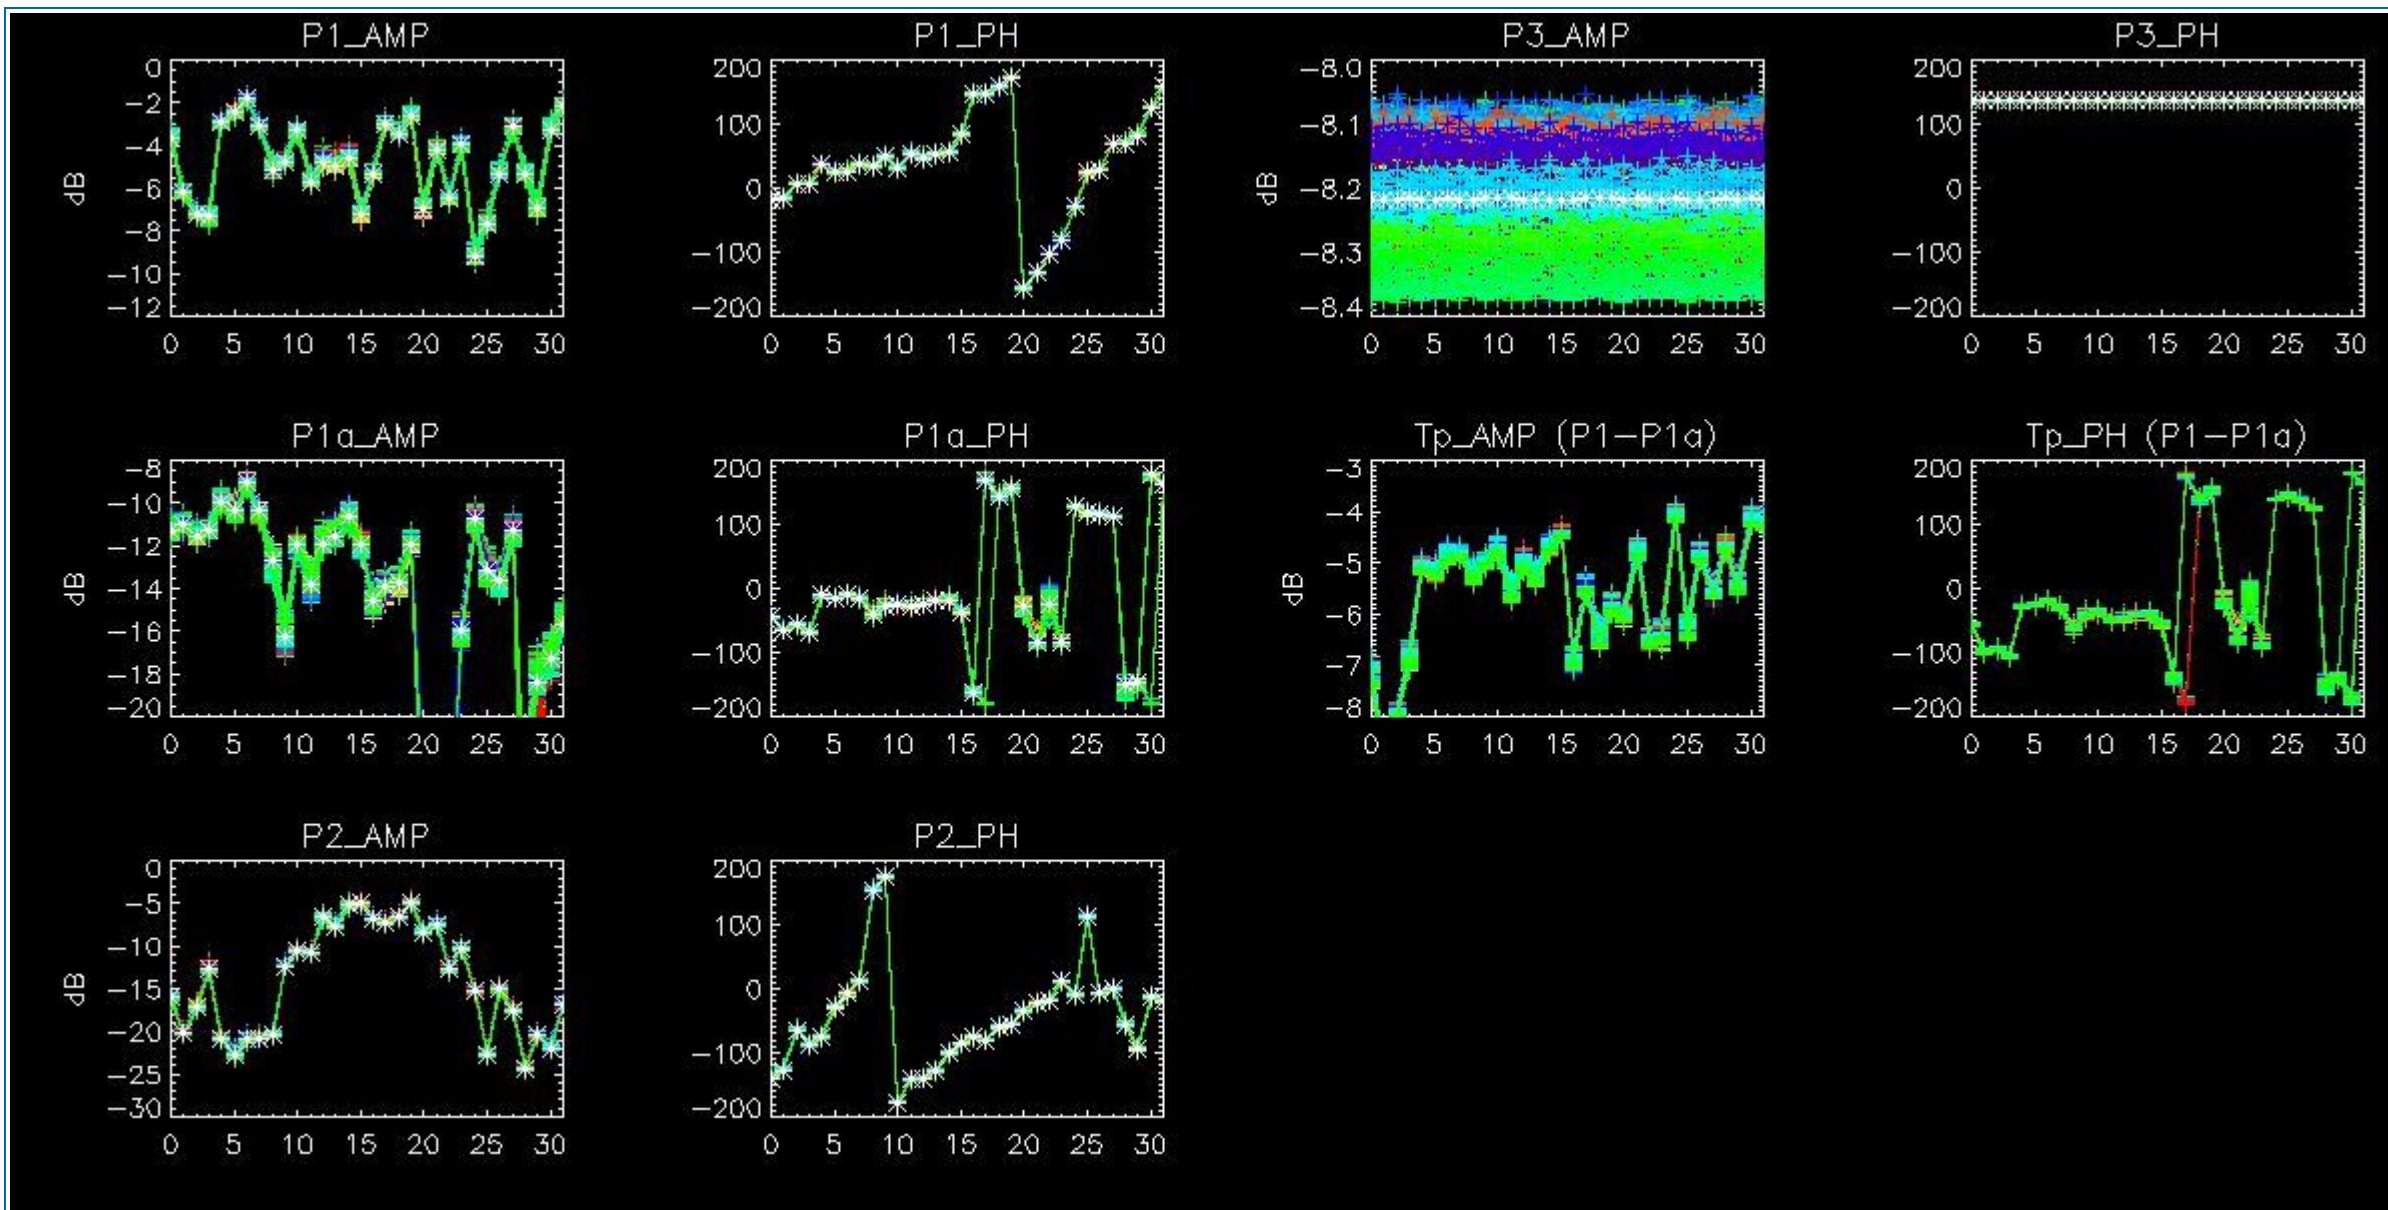 P1_AMP P1_PH P3_AMP P3_PH
0 200 −8.0 200
−2
−4 100 −8.1 100
dB −6 0 dB −8.2 0
−8
−10 −100 −8.3 −100
−12 −200 −8.4 −200
0 5 10 15 20 25 30 0 5 10 15 20 25 30 0 5 10 15 20 25 30 0 5 10 15 20 25 30
P1a_AMP P1a_PH Tp_AMP (P1−P1a) Tp_PH (P1−P1a)
−8 200 −3 200
−10 100 −4 100
−12 −5
dB −14 0 dB 0
−16 −6
−18 −100 −7 −100
−20 −200 −8 −200
0 5 10 15 20 25 30 0 5 10 15 20 25 30 0 5 10 15 20 25 30 0 5 10 15 20 25 30
P2_AMP P2_PH
0 200
−5 100
−10
dB −15 0
−20 −100
−25
−30 −200
0 5 10 15 20 25 30 0 5 10 15 20 25 30